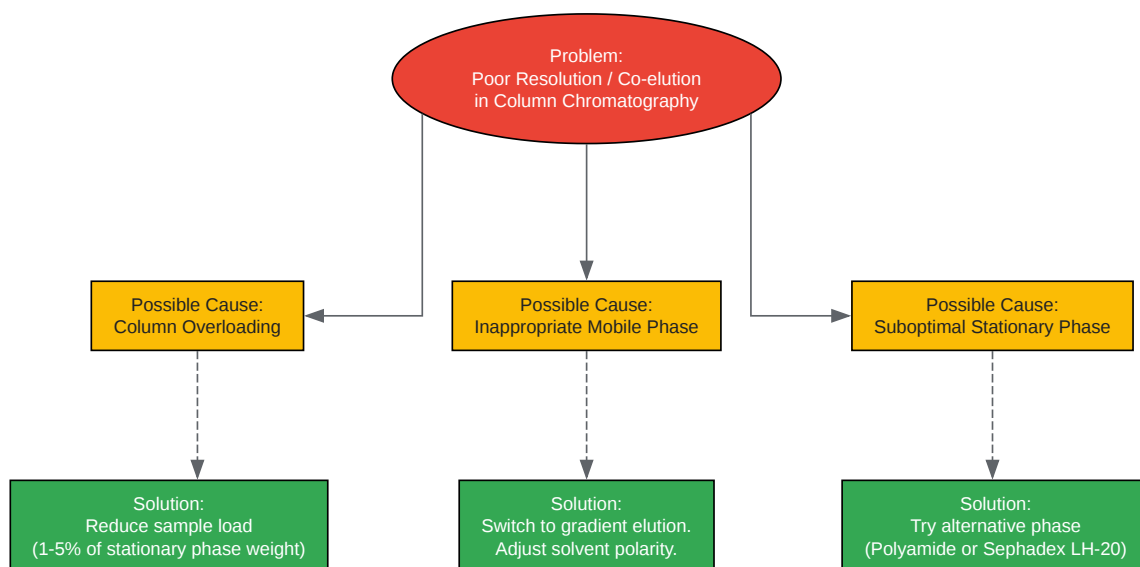 Problem:
Poor Resolution / Co-elution
in Column Chromatography
Possible Cause:
Column Overloading
Possible Cause:
Inappropriate Mobile Phase
Possible Cause:
Suboptimal Stationary Phase
Solution:
Reduce sample load
(1-5% of stationary phase weight)
Solution:
Switch to gradient elution.
Adjust solvent polarity.
Solution:
Try alternative phase
(Polyamide or Sephadex LH-20)